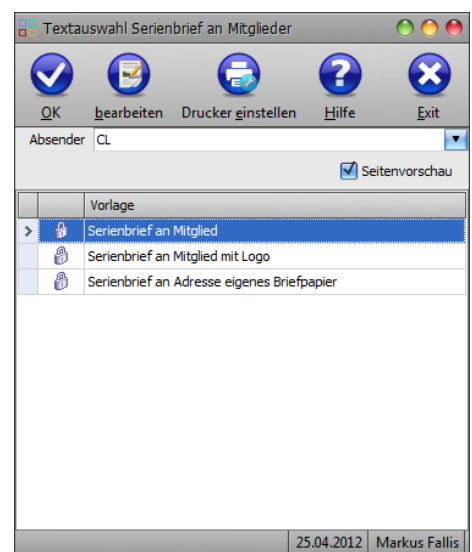 Textauswahl Serienbrief an Mitglieder
OK bearbeiten Drucker einstellen Hilfe Exit
Absender CL
Seitenvorschau
Vorlage
Serienbrief an Mitglied
Serienbrief an Mitglied mit Logo
Serienbrief an Adresse eigenes Briefpapier
25.04.2012 Markus Fallis